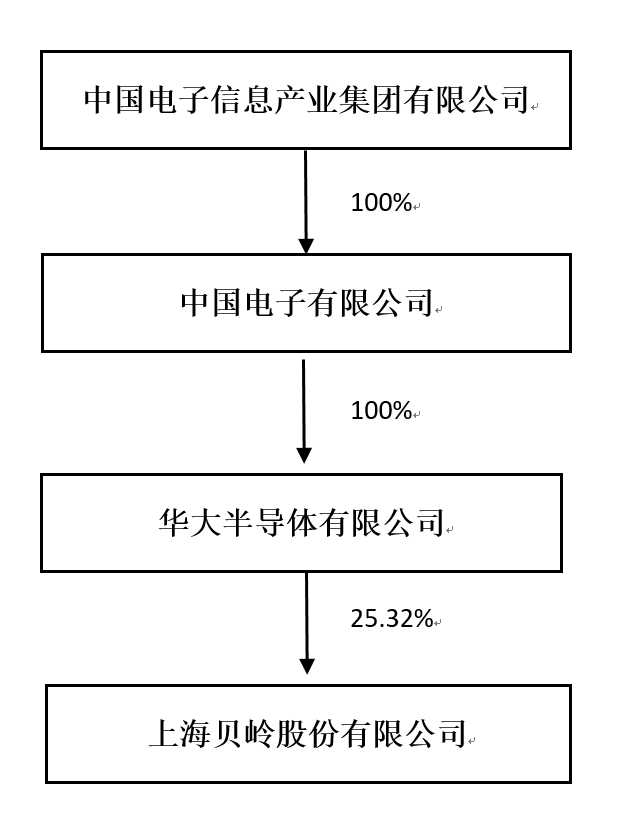 中国电子信息产业集团有限公司
100%
中国电子有限公司
100%
华大半导体有限公司
25.32%
上海贝岭股份有限公司